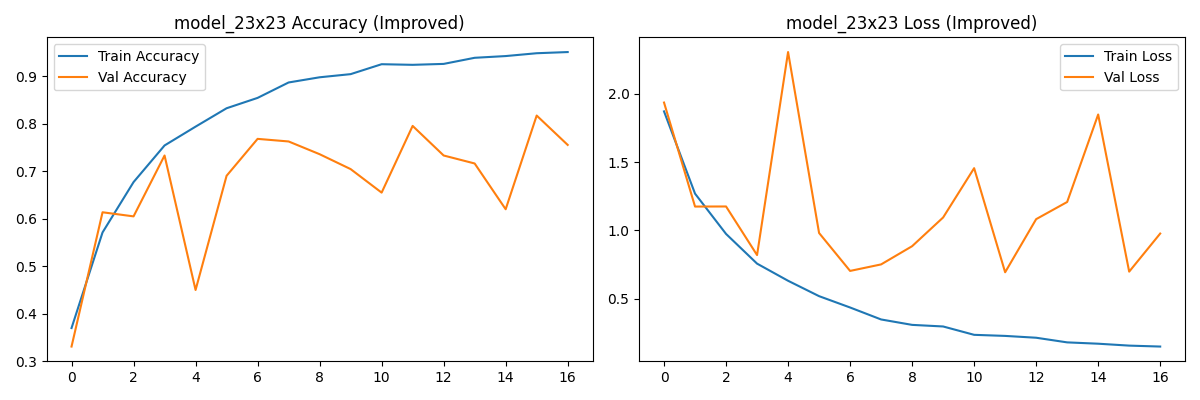 model_23x23 Accuracy (Improved)
Train Accuracy
Val Accuracy
0.9
0.8
0.7
0.6
0.5
0.4
0.3
0 2 4 6 8 10 12 14 16
model_23x23 Loss (Improved)
Train Loss
Val Loss
2.0
1.5
1.0
0.5
0 2 4 6 8 10 12 14 16